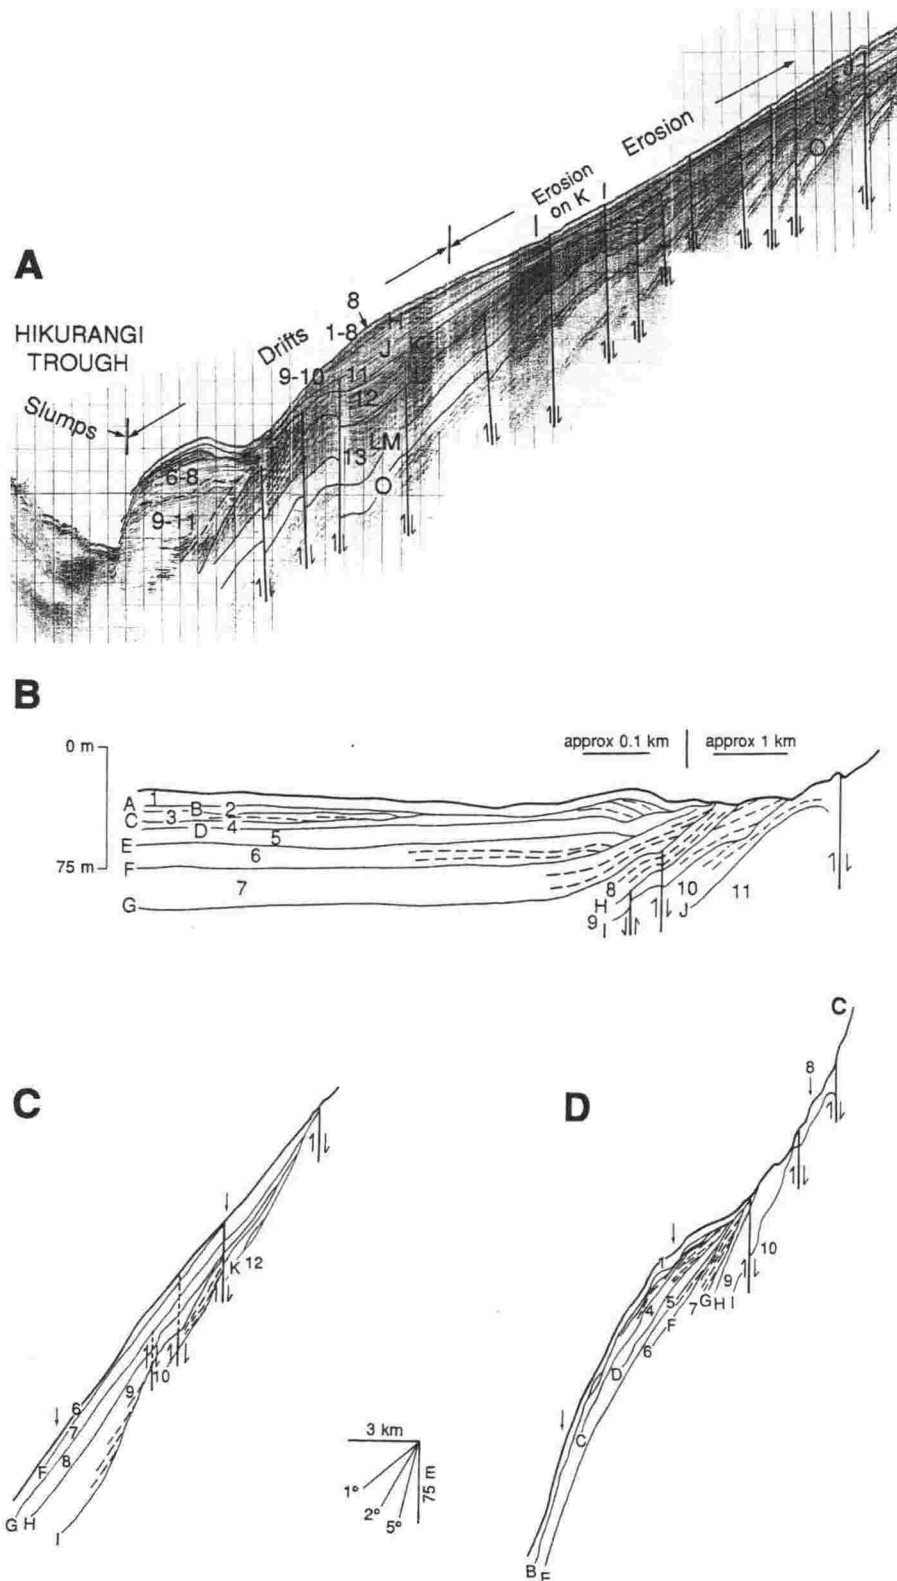 A
HIKURANGI
TROUGH
Slumps
Drifts
Erosion
on K
Erosion
8
1-8
9-10
11
12
13
H
J
K
L
LM
O
6-8
9-11
J
K
L
O
B
0 m
75 m
approx 0.1 km
approx 1 km
A
1
B
2
C
3
D
4
5
E
6
F
7
G
8
H
9
I
10
J
11
C
6
7
F
8
G
H
9
I
10
11
K
12
3 km
75 m
1°
2°
5°
D
C
8
10
1
4
5
7
G
H
I
9
F
6
D
C
B
E